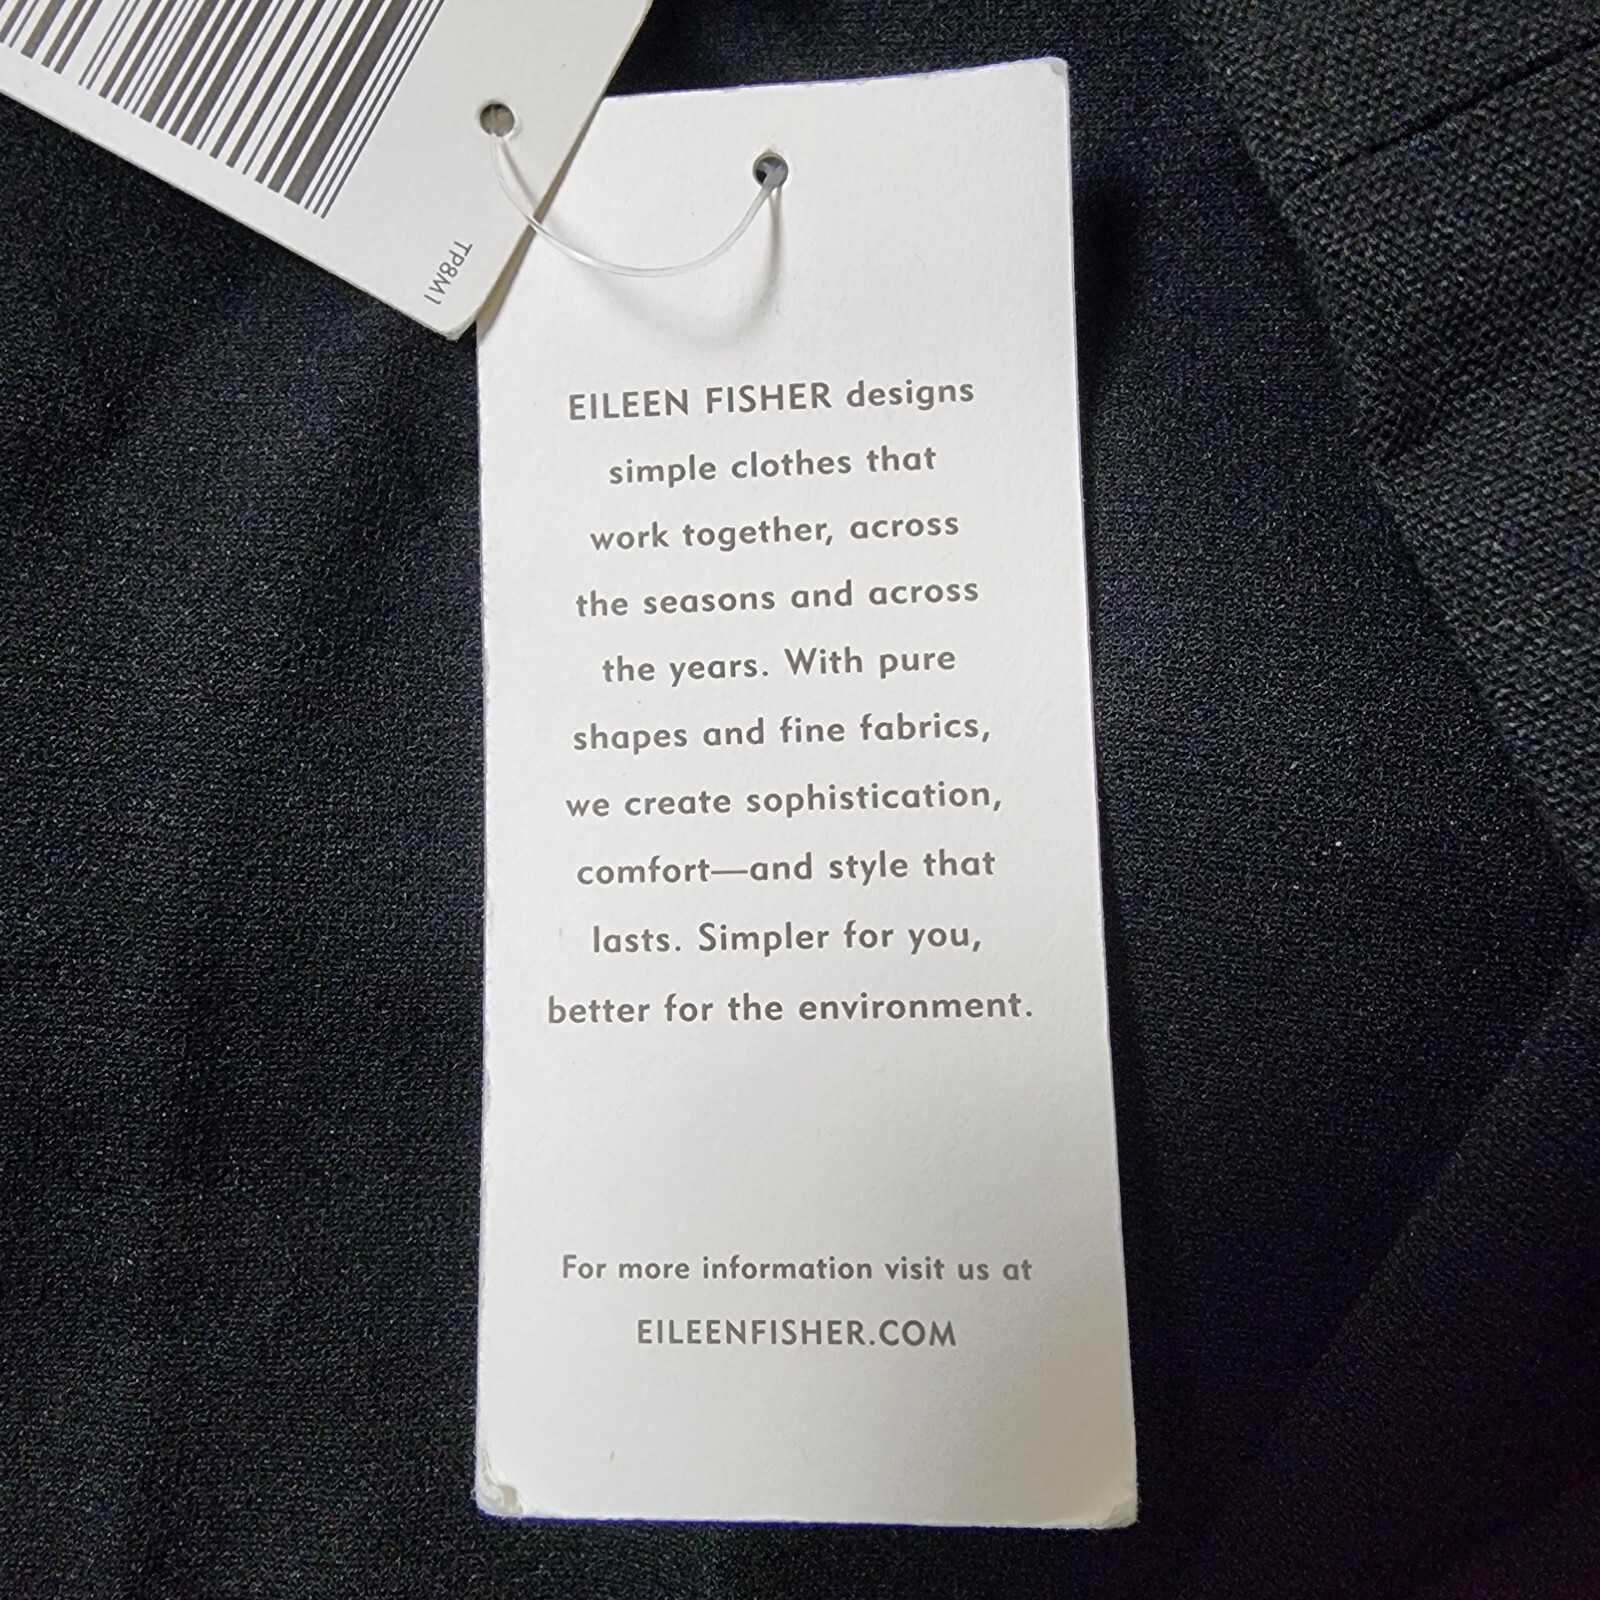 TP8M1
EILEEN FISHER designs
simple clothes that
work together, across
the seasons and across
the years. With pure
shapes and fine fabrics,
we create sophistication,
comfort—and style that
lasts. Simpler for you,
better for the environment.
For more information visit us at
EILEENFISHER.COM